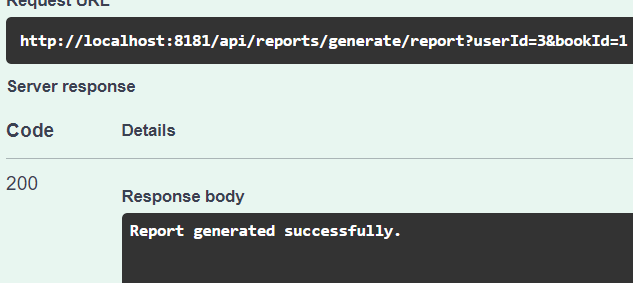 Request URL
http://localhost:8181/api/reports/generate/report?userId=3&bookId=1
Server response
Code Details
200
Response body
Report generated successfully.